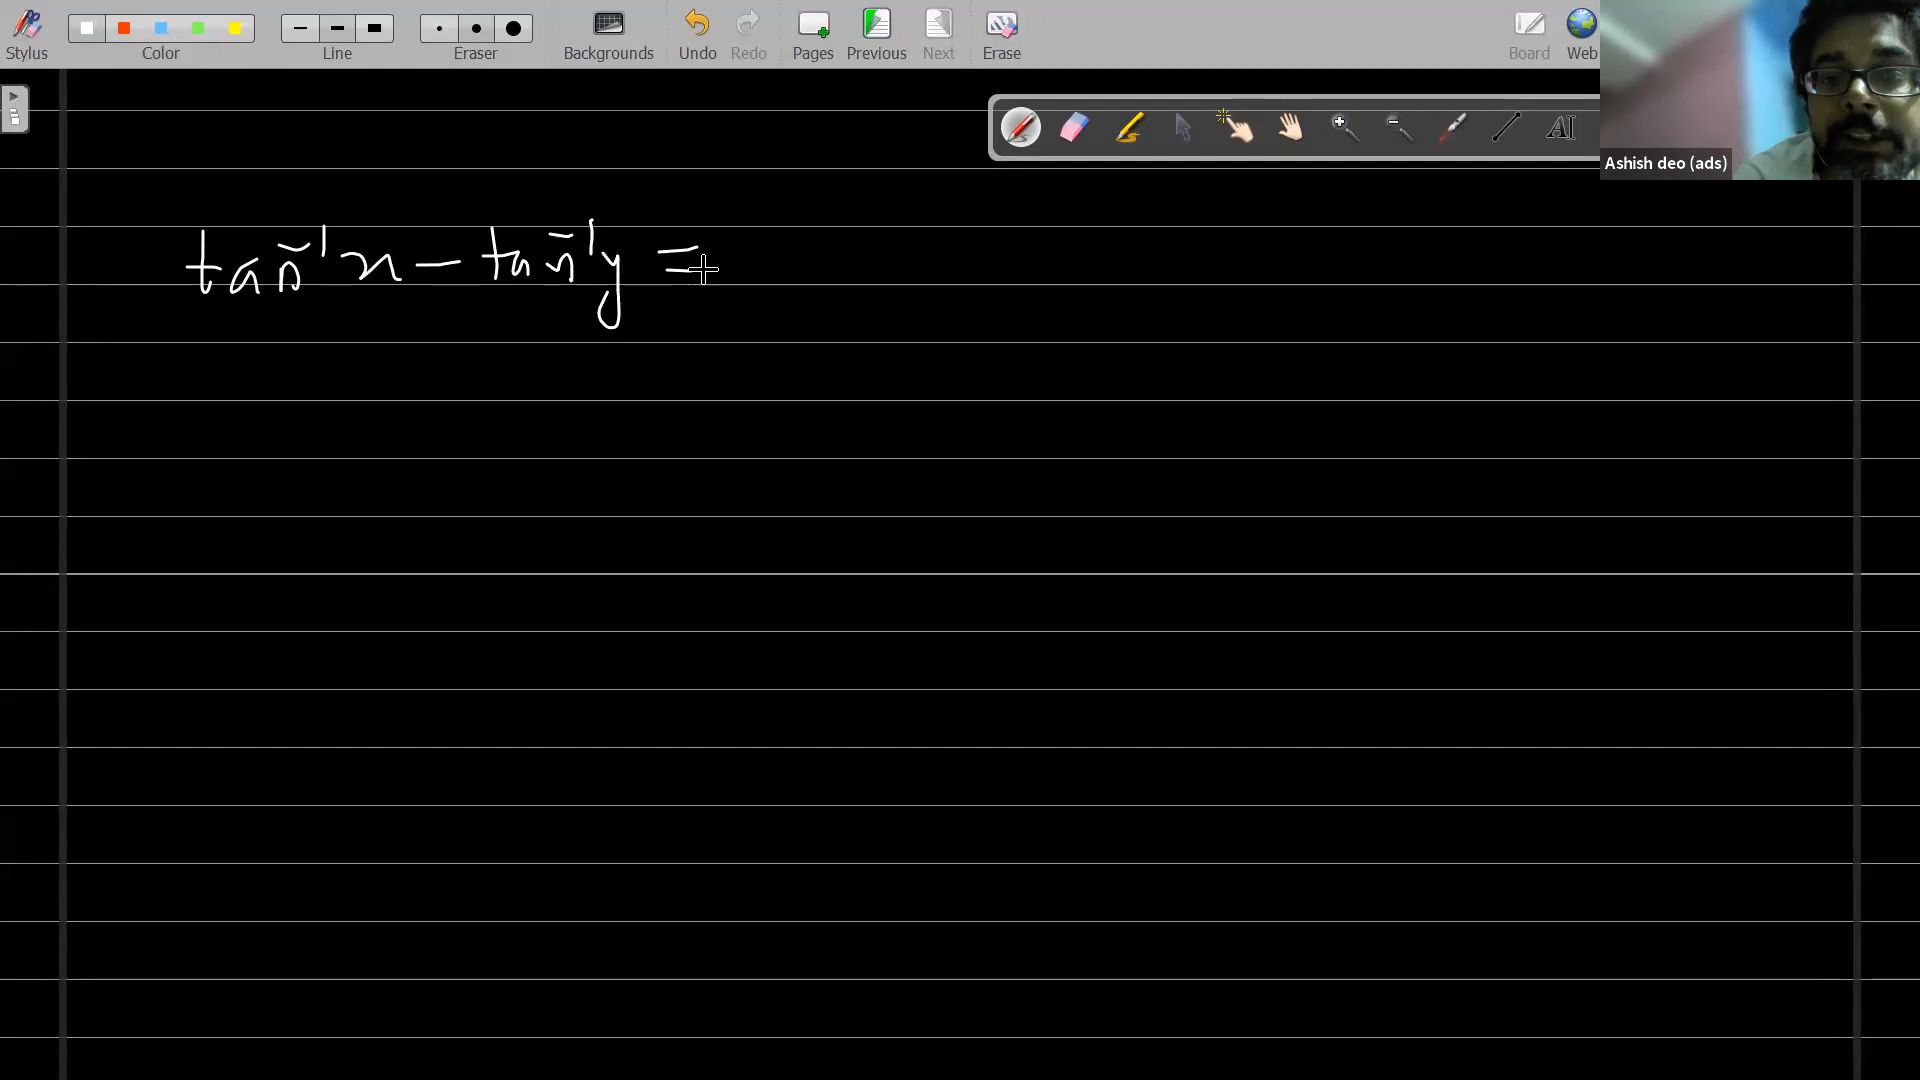 Stylus Color Line Eraser Backgrounds Undo Redo Pages Previous Next Erase Board Web
AI
Ashish deo (ads)
tan⁻¹x − tan⁻¹y =